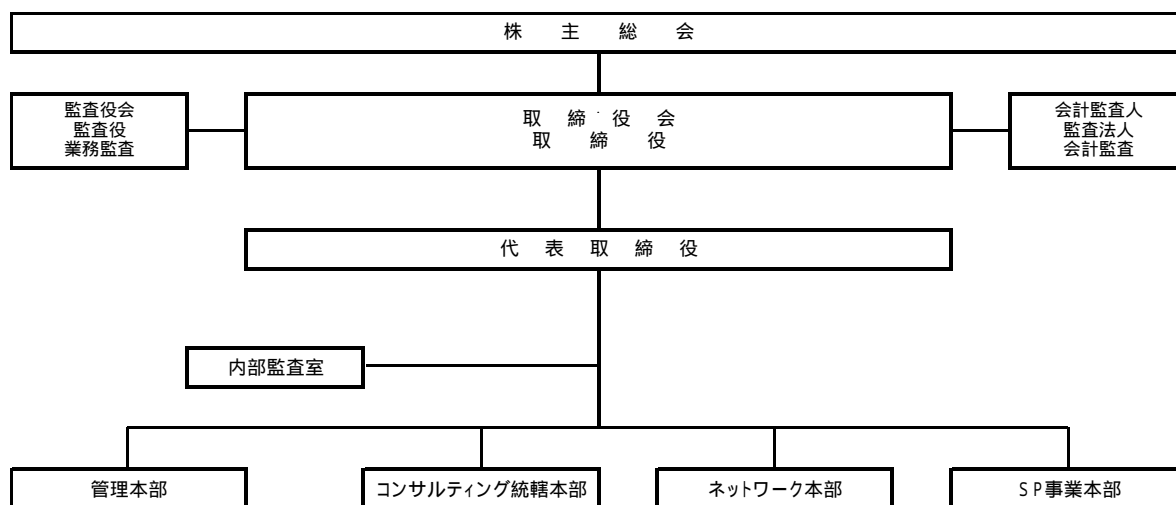 株主総会
監査役会
監査役
業務監査
取締役会
取締役
会計監査人
監査法人
会計監査
代表取締役
内部監査室
管理本部
コンサルティング統轄本部
ネットワーク本部
SP事業本部